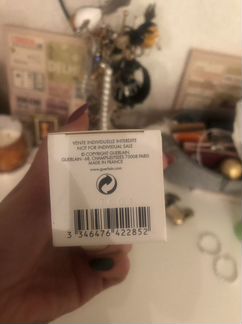 VENTE INDIVIDUELLE INTERDITE
NOT FOR INDIVIDUAL SALE
© COPYRIGHT GUERLAIN
GUERLAIN - 68, CHAMPS-ELYSEES 75008 PARIS
MADE IN FRANCE
www.guerlain.com
3 346476 422852